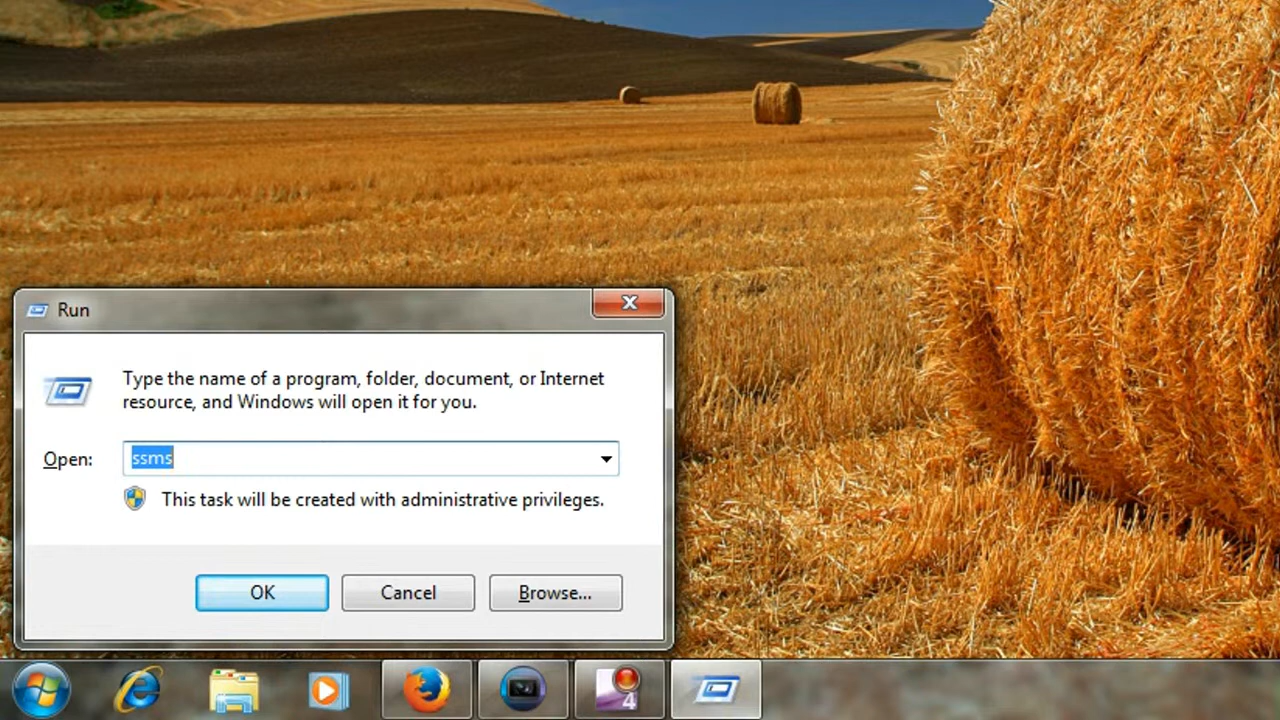 Run
Type the name of a program, folder, document, or Internet
resource, and Windows will open it for you.
Open: ssms
This task will be created with administrative privileges.
OK Cancel Browse...
4